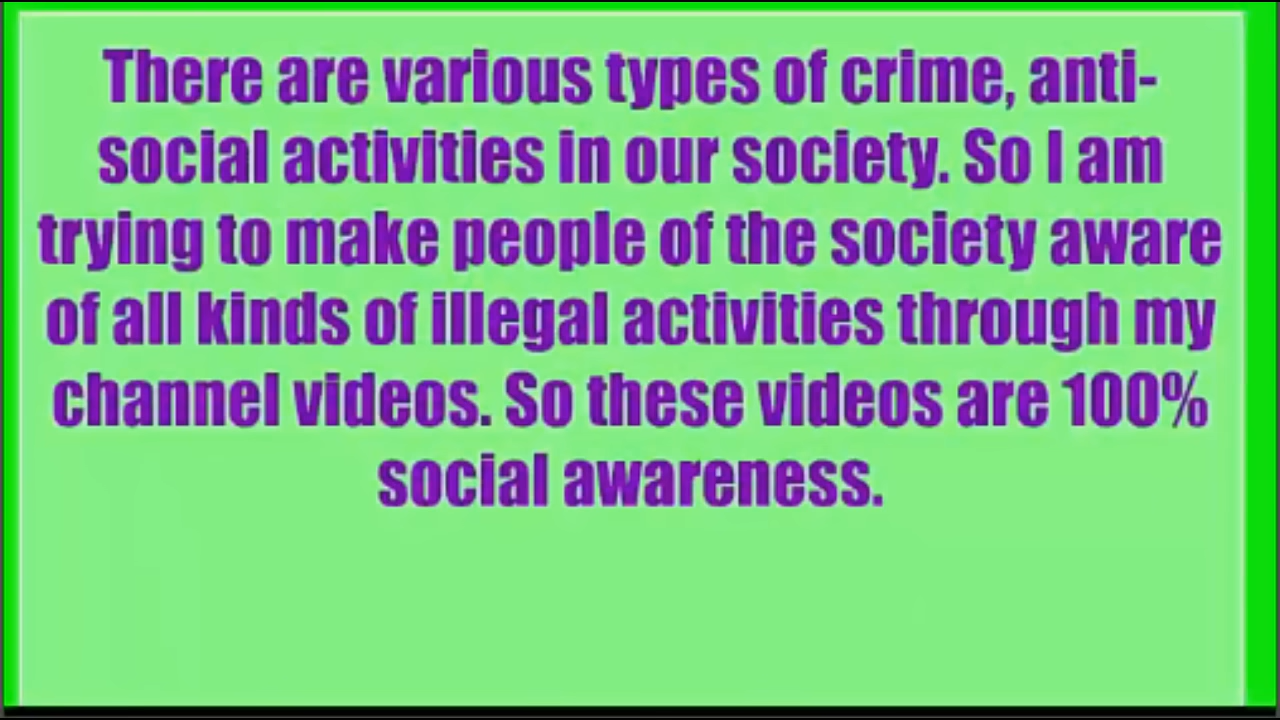 There are various types of crime, anti-
social activities in our society. So I am
trying to make people of the society aware
of all kinds of illegal activities through my
channel videos. So these videos are 100%
social awareness.